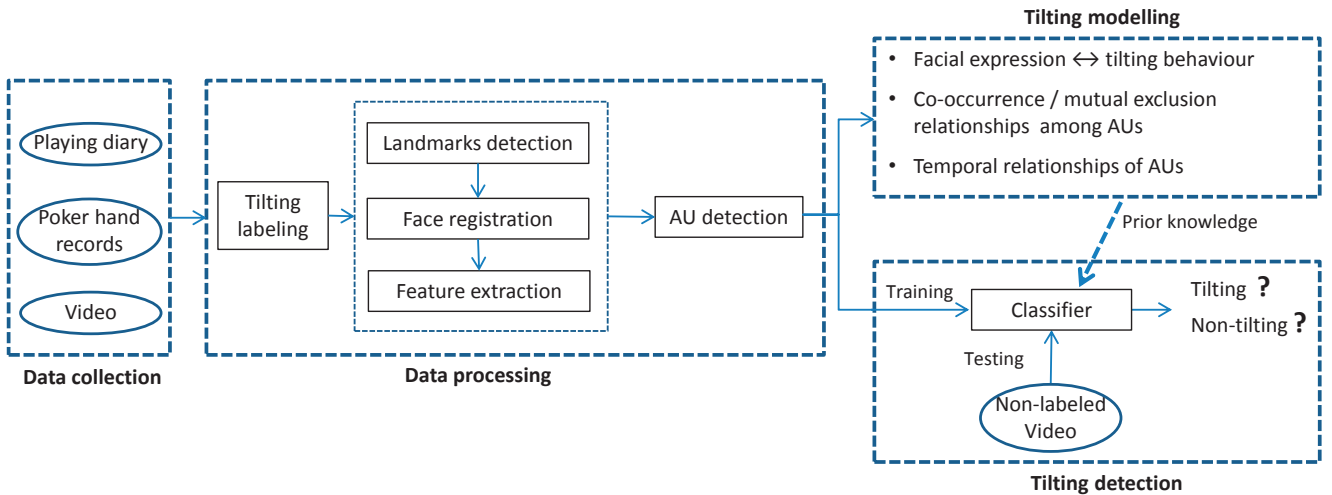 Playing diary
Poker hand
records
Video
Data collection
Tilting
labeling
Landmarks detection
Face registration
Feature extraction
AU detection
Data processing
Tilting modelling
• Facial expression ↔ tilting behaviour
• Co-occurrence / mutual exclusion
relationships among AUs
• Temporal relationships of AUs
Prior knowledge
Training
Classifier
Tilting ?
Non-tilting ?
Testing
Non-labeled
Video
Tilting detection